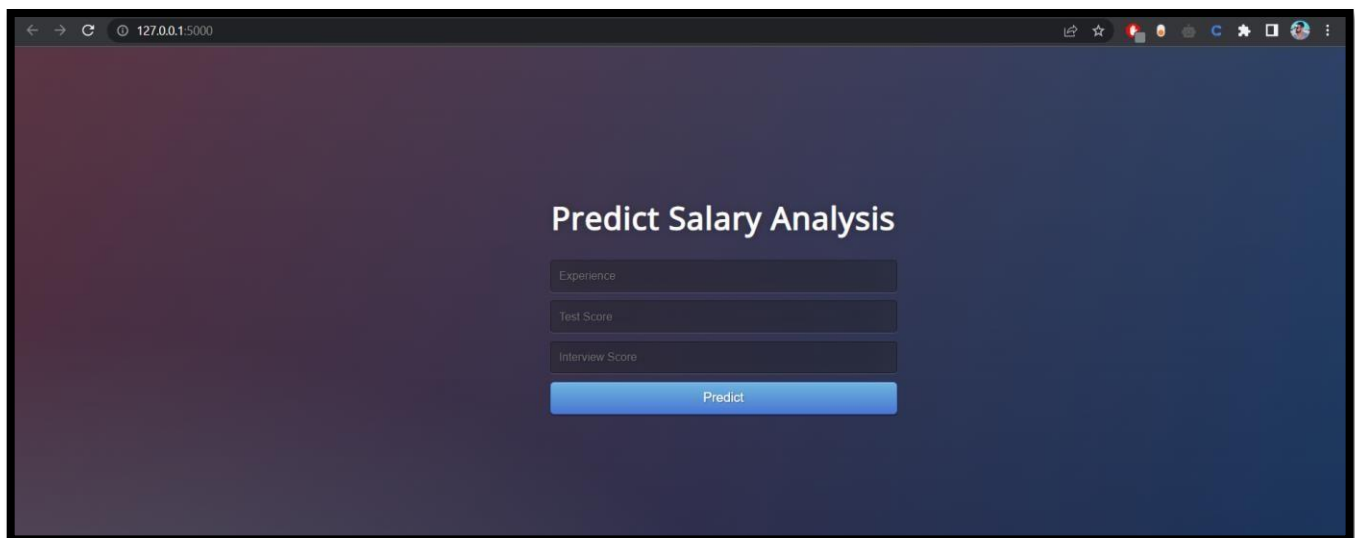 127.0.0.1:5000
Predict Salary Analysis
Experience
Test Score
Interview Score
Predict